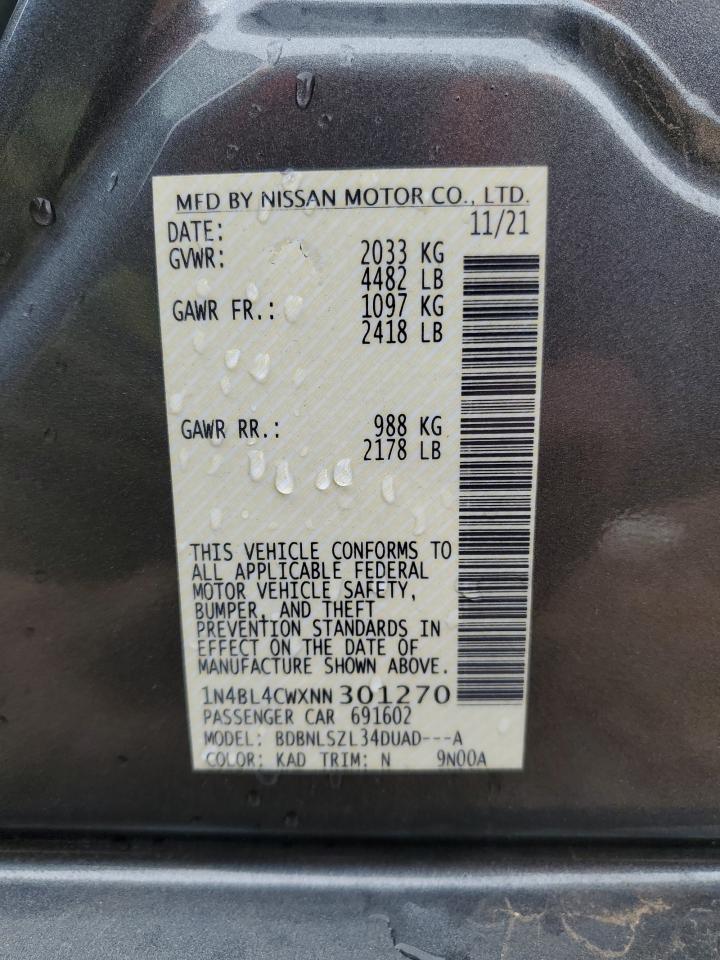 MFD BY NISSAN MOTOR CO., LTD.
DATE: 11/21
GVWR: 2033 KG
4482 LB
GAWR FR.: 1097 KG
2418 LB
GAWR RR.: 988 KG
2178 LB
THIS VEHICLE CONFORMS TO
ALL APPLICABLE FEDERAL
MOTOR VEHICLE SAFETY,
BUMPER, AND THEFT
PREVENTION STANDARDS IN
EFFECT ON THE DATE OF
MANUFACTURE SHOWN ABOVE.
1N4BL4CWXNN301270
PASSENGER CAR 691602
MODEL: BDBNLSZL34DUAD---A
COLOR: KAD TRIM: N 9N00A